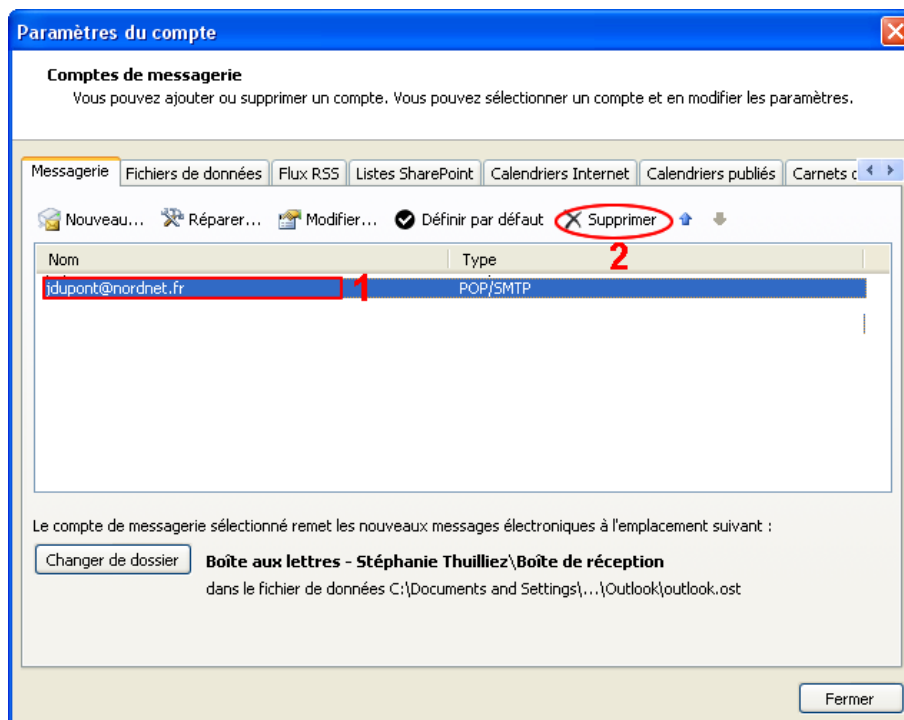 Paramètres du compte
Comptes de messagerie
Vous pouvez ajouter ou supprimer un compte. Vous pouvez sélectionner un compte et en modifier les paramètres.
Messagerie Fichiers de données Flux RSS Listes SharePoint Calendriers Internet Calendriers publiés Carnets
Nouveau... Réparer... Modifier... Définir par défaut Supprimer
2
Nom Type
jdupont@nordnet.fr 1 POP/SMTP
Le compte de messagerie sélectionné remet les nouveaux messages électroniques à l'emplacement suivant :
Changer de dossier Boîte aux lettres - Stéphanie Thuilliez\Boîte de réception
dans le fichier de données C:\Documents and Settings\...\Outlook\outlook.ost
Fermer